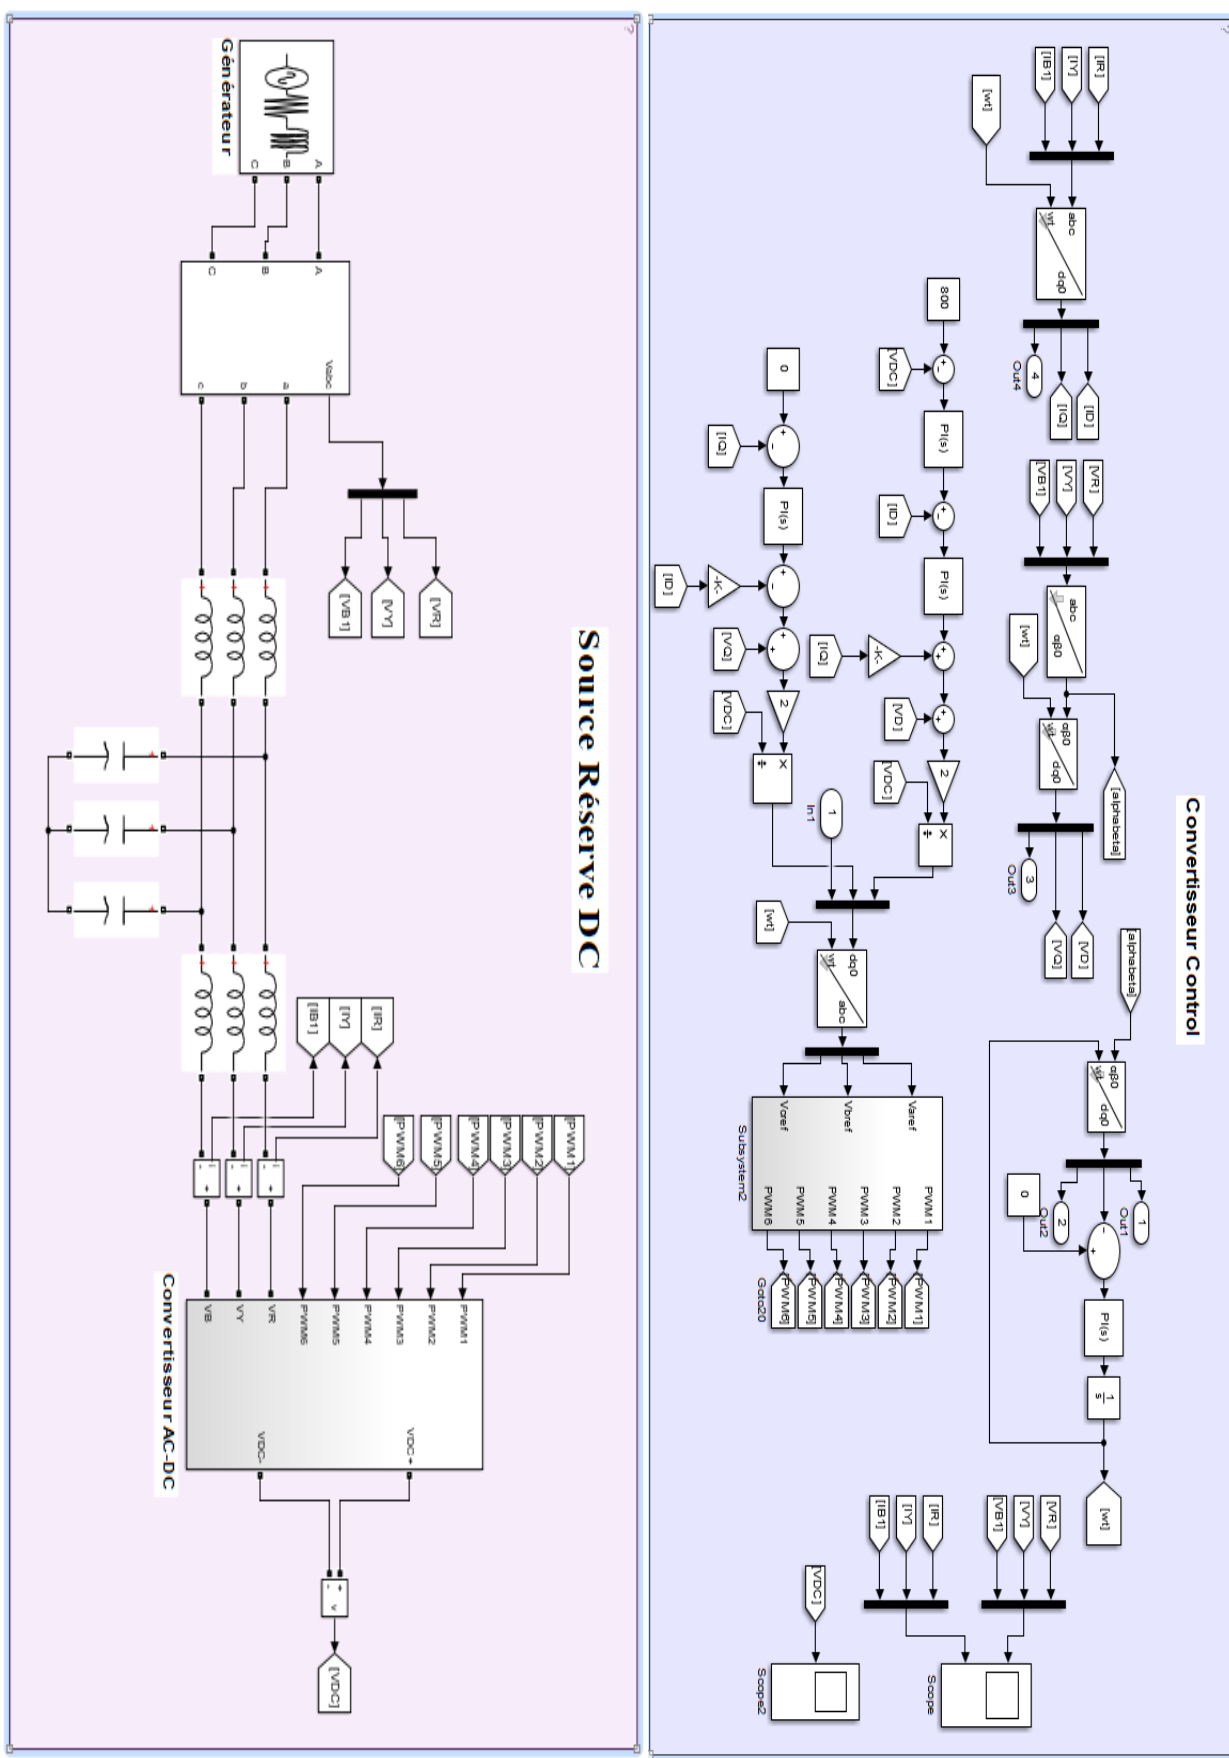 Convertisseur Control
[IR]
[IY]
[IB1]
[wt]
abc
wt
dq0
[ID]
[IQ]
4
Out4
[VR]
[VY]
[VB1]
abc
αβ0
[wt]
[alphabeta]
αβ0
wt
dq0
[VD]
[VQ]
3
Out3
[alphabeta]
αβ0
wt
dq0
1
Out1
2
Out2
0
-
+
PI(s)
1
s
[wt]
800
[VDC]
+
-
PI(s)
[ID]
+
-
PI(s)
[IQ]
-K-
+
+
[VD]
+
+
2
[VDC]
×
÷
0
[IQ]
+
-
PI(s)
[ID]
-K-
-
[VQ]
+
+
2
[VDC]
×
÷
1
In1
[wt]
dq0
wt
abc
Varef
Vbref
Vcref
PWM1
PWM2
PWM3
PWM4
PWM5
PWM6
Subsystem2
[PWM1]
[PWM2]
[PWM3]
[PWM4]
[PWM5]
[PWM6]
Goto20
[VR]
[VY]
[VB1]
[IR]
[IY]
[IB1]
Scope
[VDC]
Scope2
?
Source Réserve DC
?
Générateur
A
B
C
A
B
C
Vabc
a
b
c
[VR]
[VY]
[VB1]
[IR]
[IY]
[IB1]
i
+
-
i
+
-
i
+
-
[PWM1]
[PWM2]
[PWM3]
[PWM4]
[PWM5]
[PWM6]
PWM1
PWM2
PWM3
PWM4
PWM5
PWM6
VR
VY
VB
VDC+
VDC-
Convertisseur AC-DC
+
-
v
[VDC]